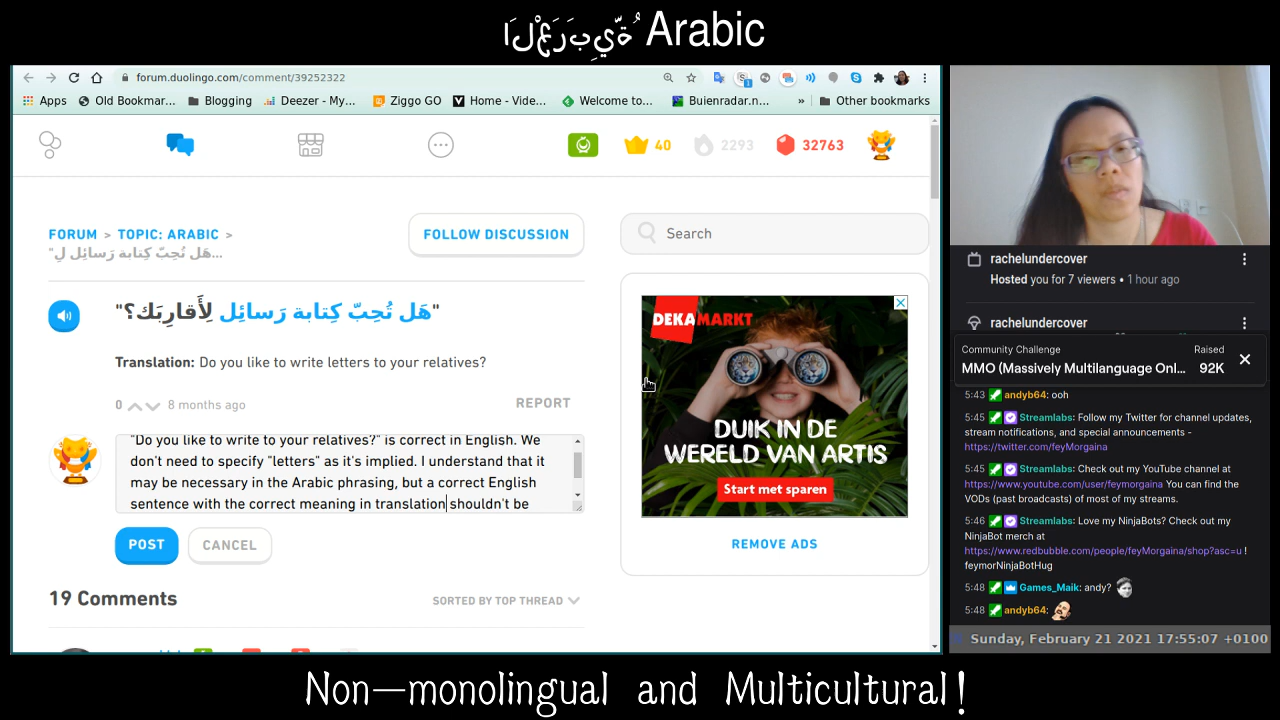 اَلْعَرَبِيّةُ Arabic
forum.duolingo.com/comment/39252322
Apps
Old Bookmar...
Blogging
Deezer - My...
Ziggo GO
Home - Vide...
Welcome to...
Buienradar.n...
»
Other bookmarks
40
2293
32763
FORUM > TOPIC: ARABIC >
"هَل تُحِبّ كِتابة رَسائِل لِ...
FOLLOW DISCUSSION
Search
"هَل تُحِبّ كِتابة رَسائِل لِأَقارِبَك؟"
Translation: Do you like to write letters to your relatives?
0
8 months ago
REPORT
"Do you like to write to your relatives?" is correct in English. We
don't need to specify "letters" as it's implied. I understand that it
may be necessary in the Arabic phrasing, but a correct English
sentence with the correct meaning in translation shouldn't be
POST
CANCEL
19 Comments
SORTED BY TOP THREAD
DEKAMARKT
DUIK IN DE
WERELD VAN ARTIS
Start met sparen
REMOVE ADS
rachelundercover
Hosted you for 7 viewers • 1 hour ago
rachelundercover
Community Challenge
MMO (Massively Multilanguage Onl...
Raised
92K
5:43 andyb64: ooh
5:45 Streamlabs: Follow my Twitter for channel updates,
stream notifications, and special announcements -
https://twitter.com/feyMorgaina
5:45 Streamlabs: Check out my YouTube channel at
https://www.youtube.com/user/feymorgaina You can find the
VODs (past broadcasts) of most of my streams.
5:46 Streamlabs: Love my NinjaBots? Check out my
NinjaBot merch at
https://www.redbubble.com/people/feyMorgaina/shop?asc=u !
feymorNinjaBotHug
5:48 Games_Maik: andy?
5:48 andyb64:
Sunday, February 21 2021 17:55:07 +0100
Non-monolingual and Multicultural!